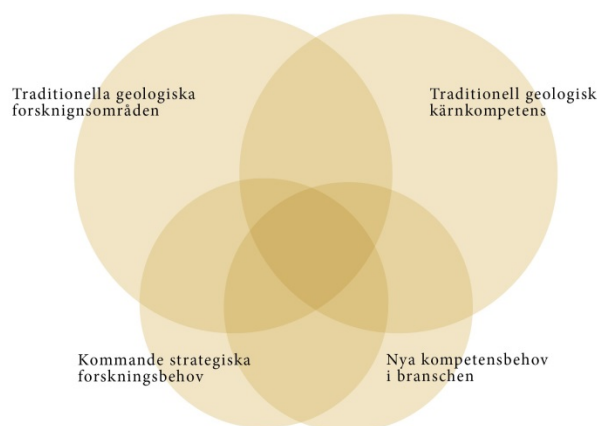 Traditionella geologiska
forsknignsområden
Traditionell geologisk
kärnkompetens
Kommande strategiska
forskningsbehov
Nya kompetensbehov
i branschen